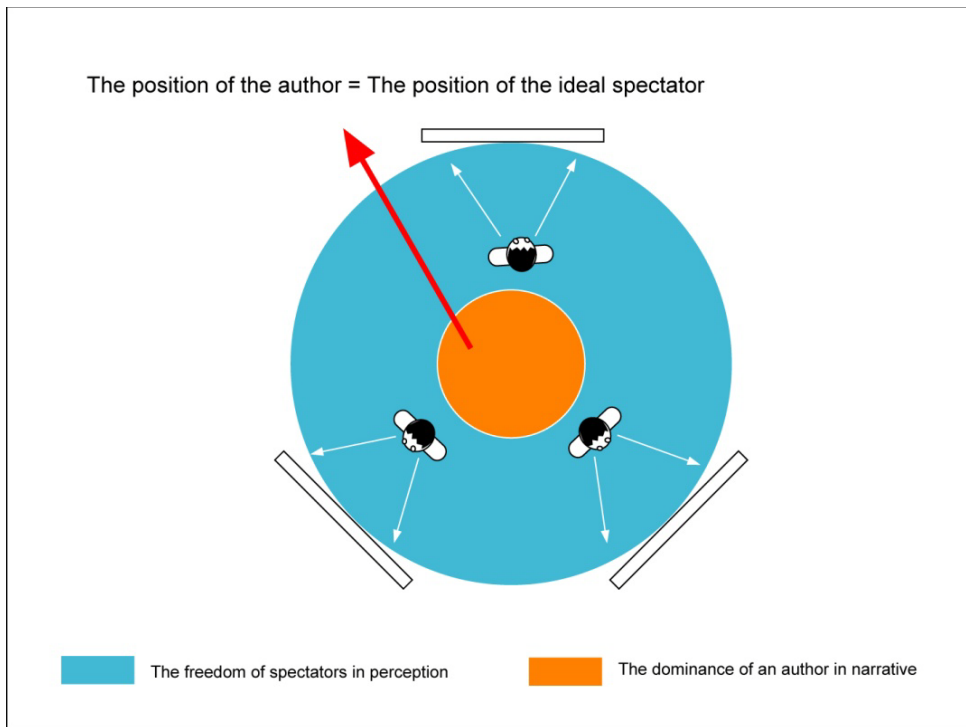 The position of the author = The position of the ideal spectator
The freedom of spectators in perception
The dominance of an author in narrative